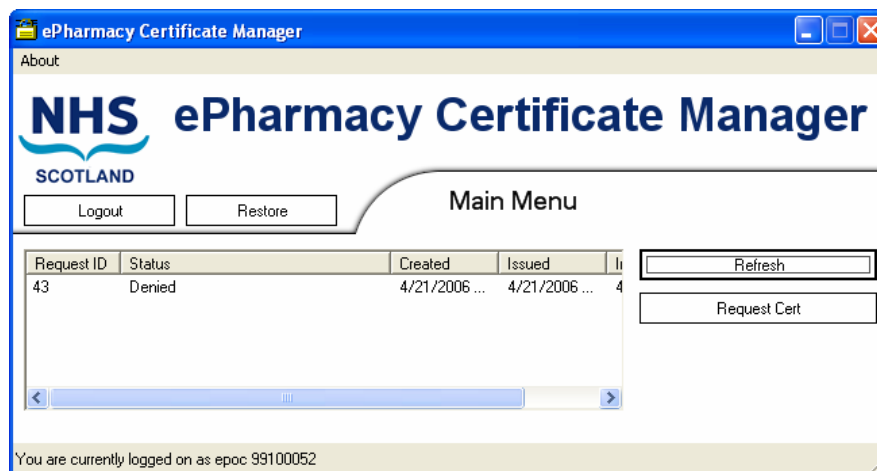 ePharmacy Certificate Manager
About
NHS
SCOTLAND
ePharmacy Certificate Manager
Logout
Restore
Main Menu
Request ID Status Created Issued
43 Denied 4/21/2006 ... 4/21/2006 ... 4
Refresh
Request Cert
You are currently logged on as epoc 99100052